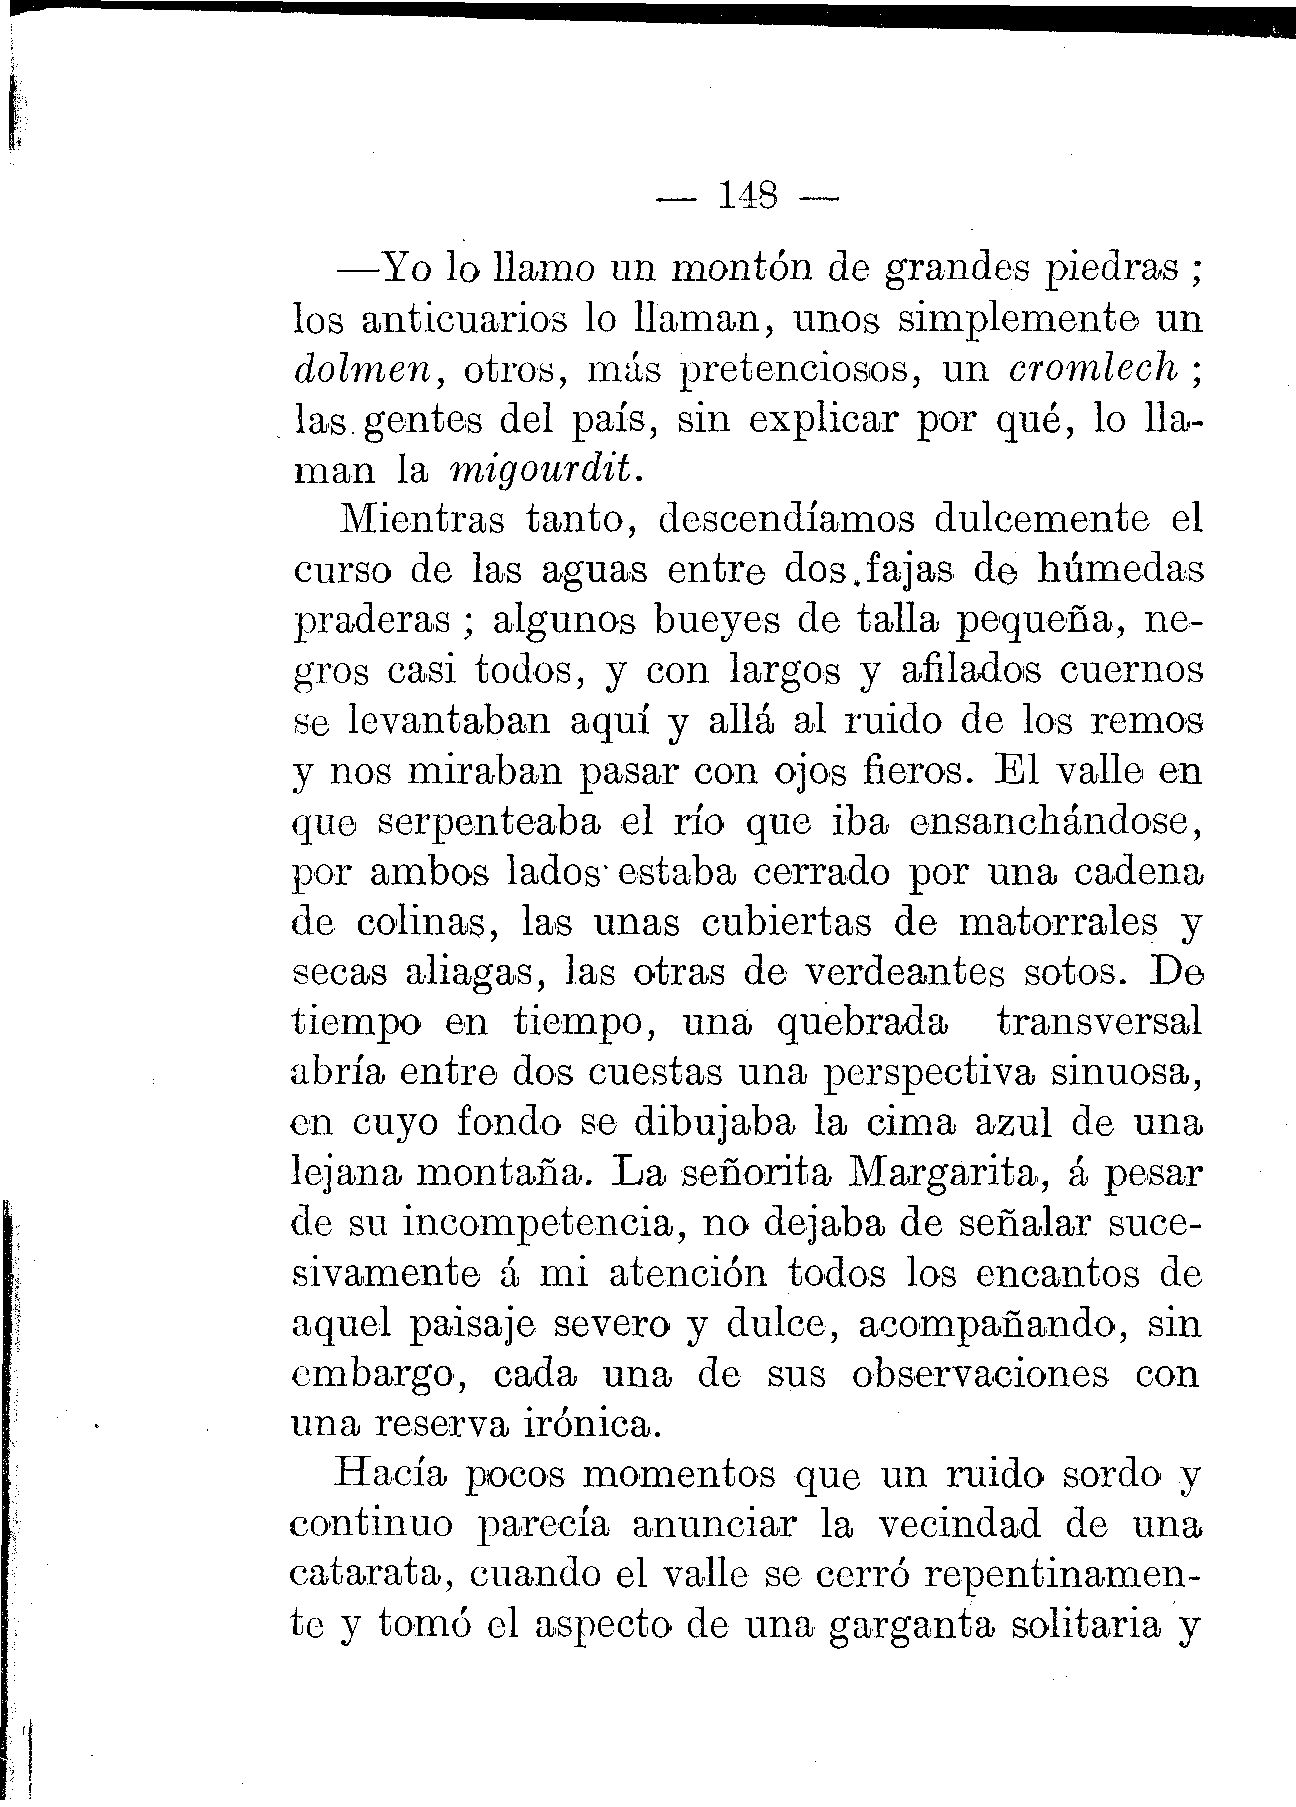 — 148 —
—Yo lo llamo un montón de grandes piedras ;
los anticuarios lo llaman, unos simplemente un
dolmen, otros, más pretenciosos, un cromlech ;
las gentes del país, sin explicar por qué, lo lla-
man la migourdit.
Mientras tanto, descendíamos dulcemente el
curso de las aguas entre dos fajas de húmedas
praderas ; algunos bueyes de talla pequeña, ne-
gros casi todos, y con largos y afilados cuernos
se levantaban aquí y allá al ruido de los remos
y nos miraban pasar con ojos fieros. El valle en
que serpenteaba el río que iba ensanchándose,
por ambos lados estaba cerrado por una cadena
de colinas, las unas cubiertas de matorrales y
secas aliagas, las otras de verdeantes sotos. De
tiempo en tiempo, una quebrada transversal
abría entre dos cuestas una perspectiva sinuosa,
en cuyo fondo se dibujaba la cima azul de una
lejana montaña. La señorita Margarita, á pesar
de su incompetencia, no dejaba de señalar suce-
sivamente á mi atención todos los encantos de
aquel paisaje severo y dulce, acompañando, sin
embargo, cada una de sus observaciones con
una reserva irónica.
Hacía pocos momentos que un ruido sordo y
continuo parecía anunciar la vecindad de una
catarata, cuando el valle se cerró repentinamen-
te y tomó el aspecto de una garganta solitaria y